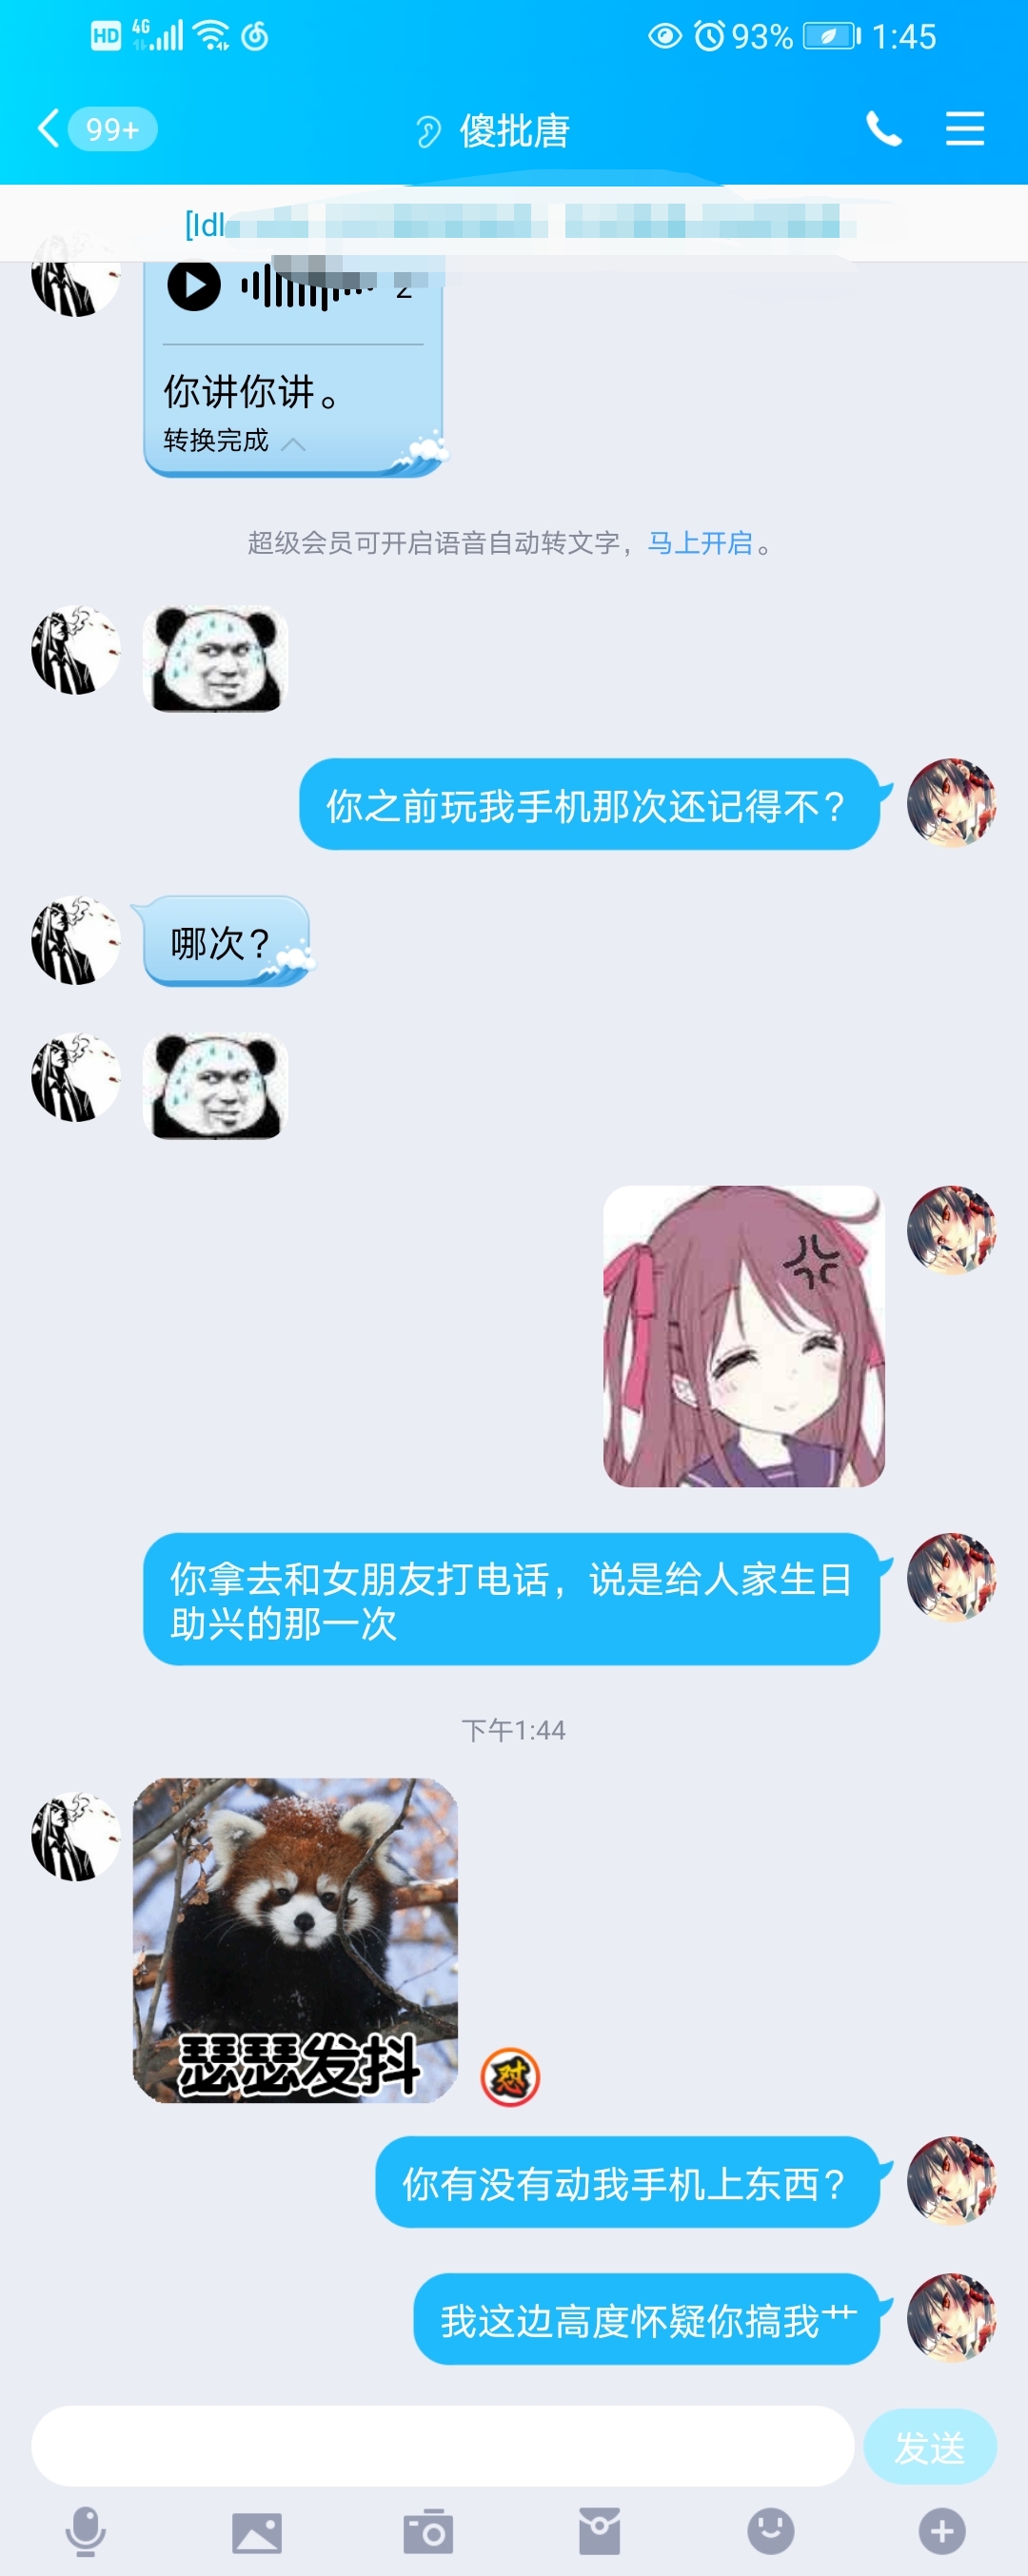 HD 4G 93% 1:45
99+ 傻批唐
[Idl
2
你讲你讲。
转换完成
超级会员可开启语音自动转文字，马上开启。
你之前玩我手机那次还记得不？
哪次？
你拿去和女朋友打电话，说是给人家生日
助兴的那一次
下午1:44
瑟瑟发抖
怼
你有没有动我手机上东西？
我这边高度怀疑你搞我艹
发送